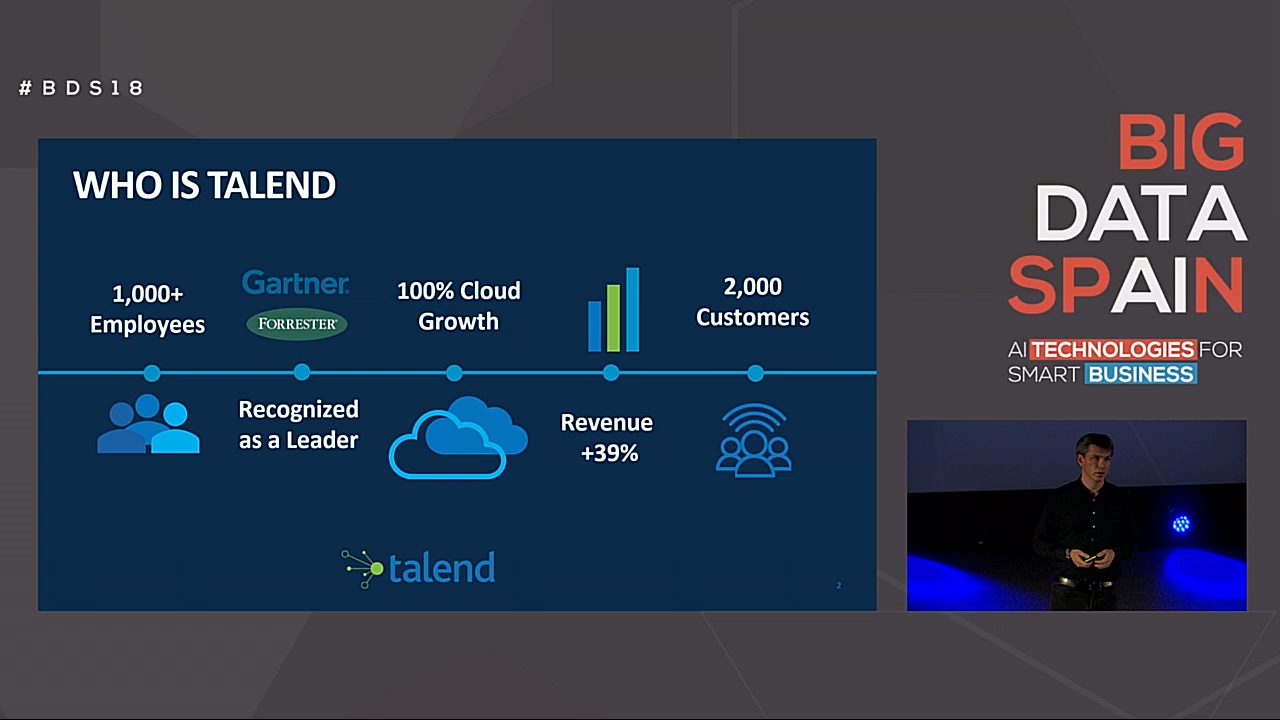 #BDS18
WHO IS TALEND
1,000+
Employees
Gartner
FORRESTER
100% Cloud
Growth
2,000
Customers
Recognized
as a Leader
Revenue
+39%
talend
2
BIG
DATA
SPAIN
AI TECHNOLOGIES FOR
SMART BUSINESS